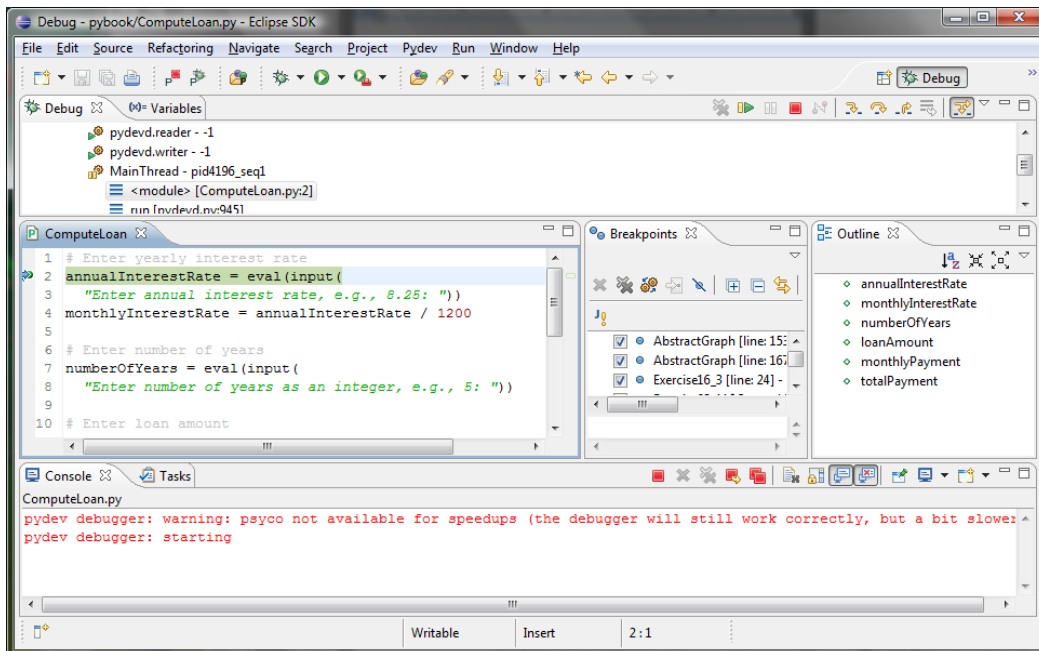 Debug - pybook/ComputeLoan.py - Eclipse SDK
File Edit Source Refactoring Navigate Search Project Pydev Run Window Help
Debug
Debug (x)= Variables
pydevd.reader - -1
pydevd.writer - -1
MainThread - pid4196_seq1
<module> [ComputeLoan.py:2]
run [pydevd.py:945]
ComputeLoan
1 # Enter yearly interest rate
2 annualInterestRate = eval(input(
3 "Enter annual interest rate, e.g., 8.25: "))
4 monthlyInterestRate = annualInterestRate / 1200
5
6 # Enter number of years
7 numberOfYears = eval(input(
8 "Enter number of years as an integer, e.g., 5: "))
9
10 # Enter loan amount
Breakpoints
AbstractGraph [line: 153
AbstractGraph [line: 167
Exercise16_3 [line: 24] -
Outline
annualInterestRate
monthlyInterestRate
numberOfYears
loanAmount
monthlyPayment
totalPayment
Console Tasks
ComputeLoan.py
pydev debugger: warning: psyco not available for speedups (the debugger will still work correctly, but a bit slower
pydev debugger: starting
Writable Insert 2 : 1